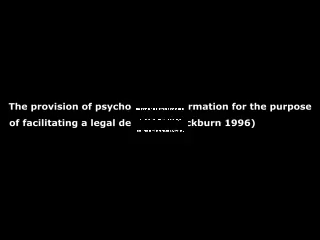 The provision of psycho rmation for the purpose
of facilitating a legal de ckburn 1996)